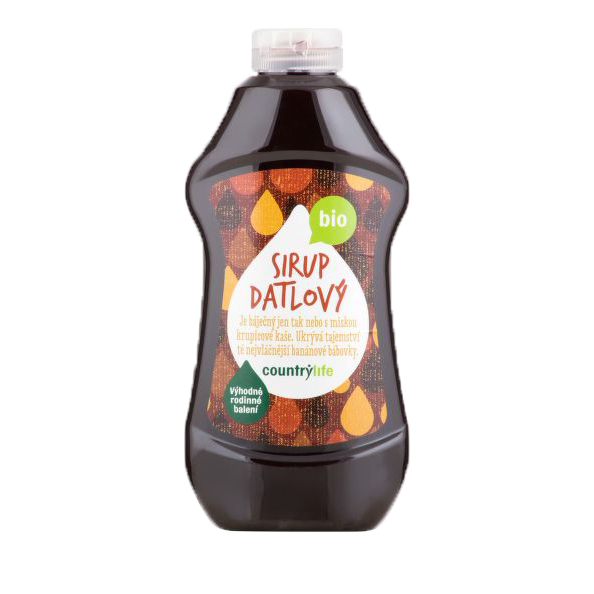 bio
SIRUP
DATLOVÝ
Je báječný jen tak nebo s miskou
krupicové kaše. Ukrývá tajemství
té nejvláčnější banánové bábovky.
countrylife
Výhodné
rodinné
balení